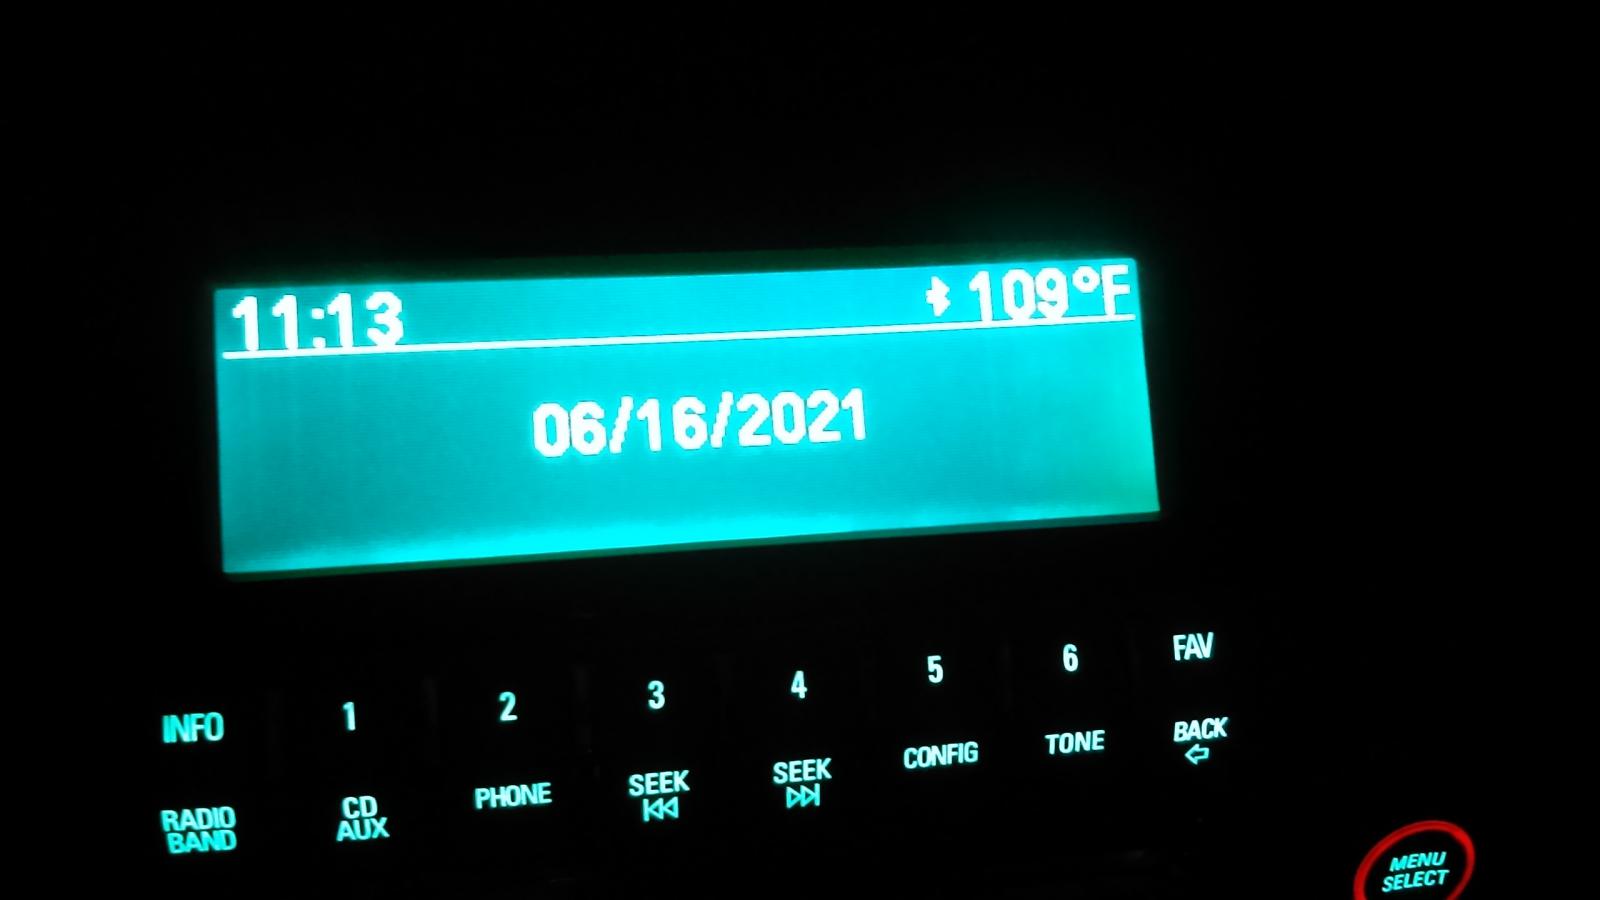 11:13 109°F
06/16/2021
INFO 1 2 3 4 5 6 FAV
RADIO BAND CD AUX PHONE SEEK SEEK CONFIG TONE BACK
MENU
SELECT